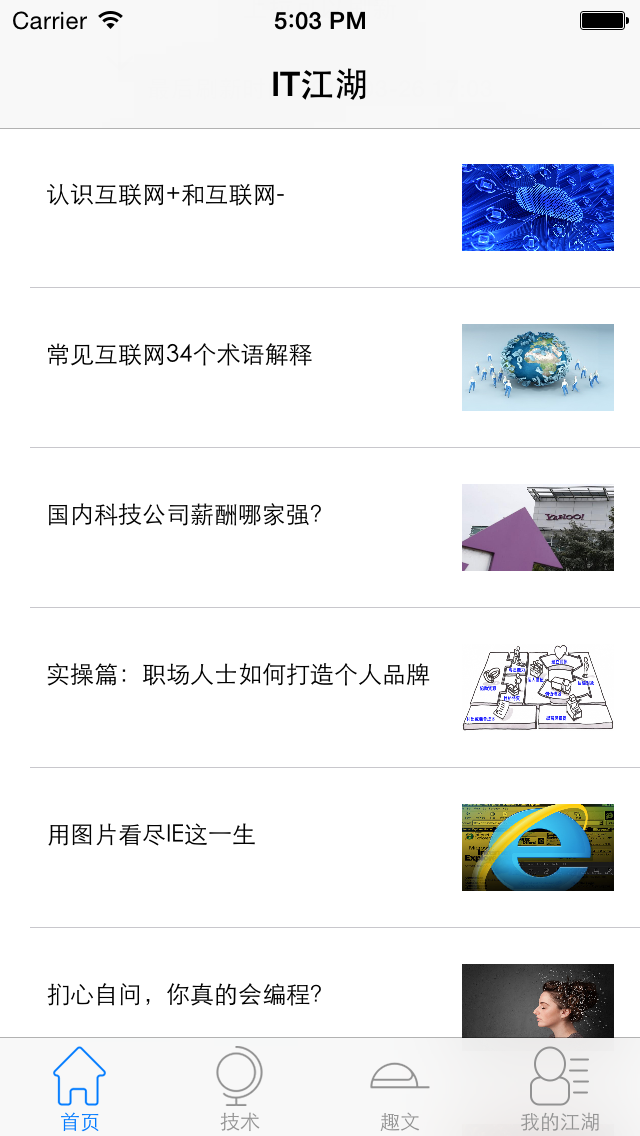 Carrier 5:03 PM
IT江湖
认识互联网+和互联网-
常见互联网34个术语解释
国内科技公司薪酬哪家强?
YAHOO!
实操篇：职场人士如何打造个人品牌
用图片看尽IE这一生
扪心自问，你真的会编程?
首页 技术 趣文 我的江湖